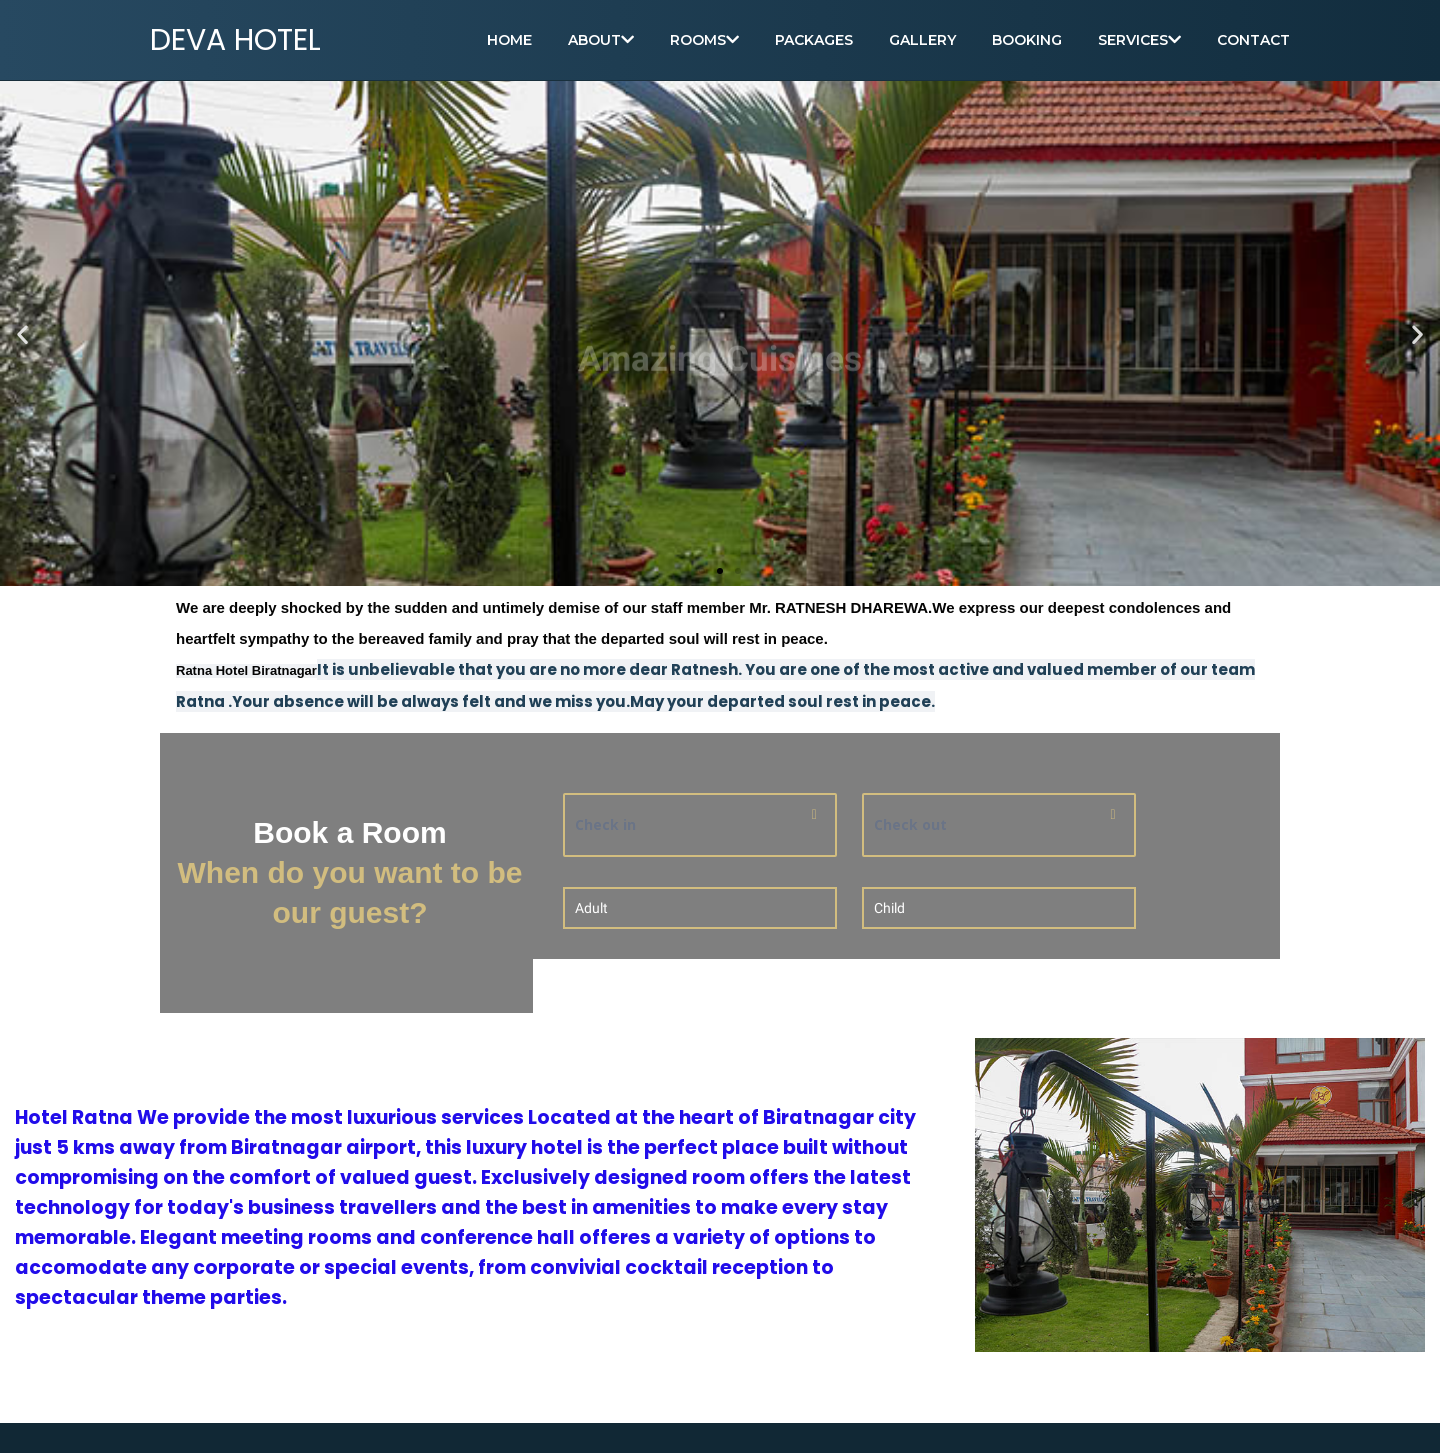 DEVA HOTEL
HOME ABOUT ROOMS PACKAGES GALLERY BOOKING SERVICES CONTACT
Amazing Cuisines..
We are deeply shocked by the sudden and untimely demise of our staff member Mr. RATNESH DHAREWA.We express our deepest condolences and
heartfelt sympathy to the bereaved family and pray that the departed soul will rest in peace.
Ratna Hotel BiratnagarIt is unbelievable that you are no more dear Ratnesh. You are one of the most active and valued member of our team
Ratna .Your absence will be always felt and we miss you.May your departed soul rest in peace.
Book a Room
When do you want to be
our guest?
Check in
Check out
Adult
Child
Hotel Ratna We provide the most luxurious services Located at the heart of Biratnagar city
just 5 kms away from Biratnagar airport, this luxury hotel is the perfect place built without
compromising on the comfort of valued guest. Exclusively designed room offers the latest
technology for today's business travellers and the best in amenities to make every stay
memorable. Elegant meeting rooms and conference hall offeres a variety of options to
accomodate any corporate or special events, from convivial cocktail reception to
spectacular theme parties.